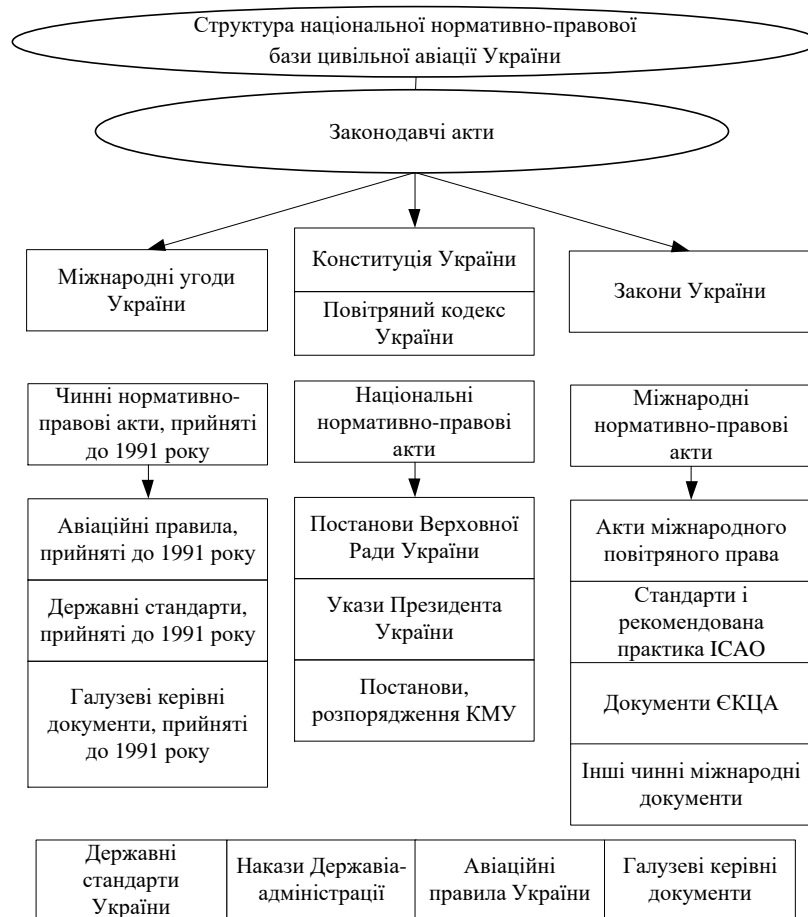 Структура національної нормативно-правової
бази цивільної авіації України
Законодавчі акти
Міжнародні угоди
України
Конституція України
Повітряний кодекс
України
Закони України
Чинні нормативно-
правові акти, прийняті
до 1991 року
Національні
нормативно-правові
акти
Міжнародні
нормативно-правові
акти
Авіаційні правила,
прийняті до 1991 року
Державні стандарти,
прийняті до 1991 року
Галузеві керівні
документи, прийняті
до 1991 року
Постанови Верховної
Ради України
Укази Президента
України
Постанови,
розпорядження КМУ
Акти міжнародного
повітряного права
Стандарти і
рекомендована
практика ІСАО
Документи ЄКЦА
Інші чинні міжнародні
документи
Державні
стандарти
України
Накази Державіа-
адміністрації
Авіаційні
правила України
Галузеві керівні
документи